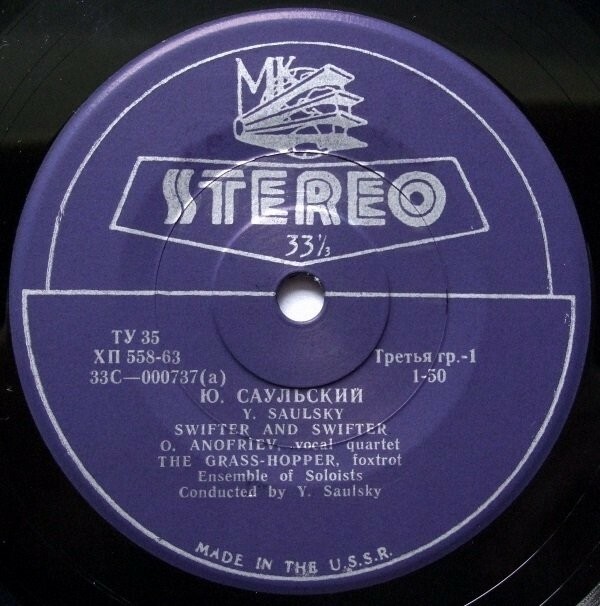 МК
STEREO
33⅓
ТУ 35
ХП 558-63
Третья гр.-1
33С—000737(а)
1-50
Ю. САУЛЬСКИЙ
Y. SAULSKY
SWIFTER AND SWIFTER
O. ANOFRIEV, vocal quartet
THE GRASS-HOPPER, foxtrot
Ensemble of Soloists
Conducted by Y. Saulsky
MADE IN THE U.S.S.R.